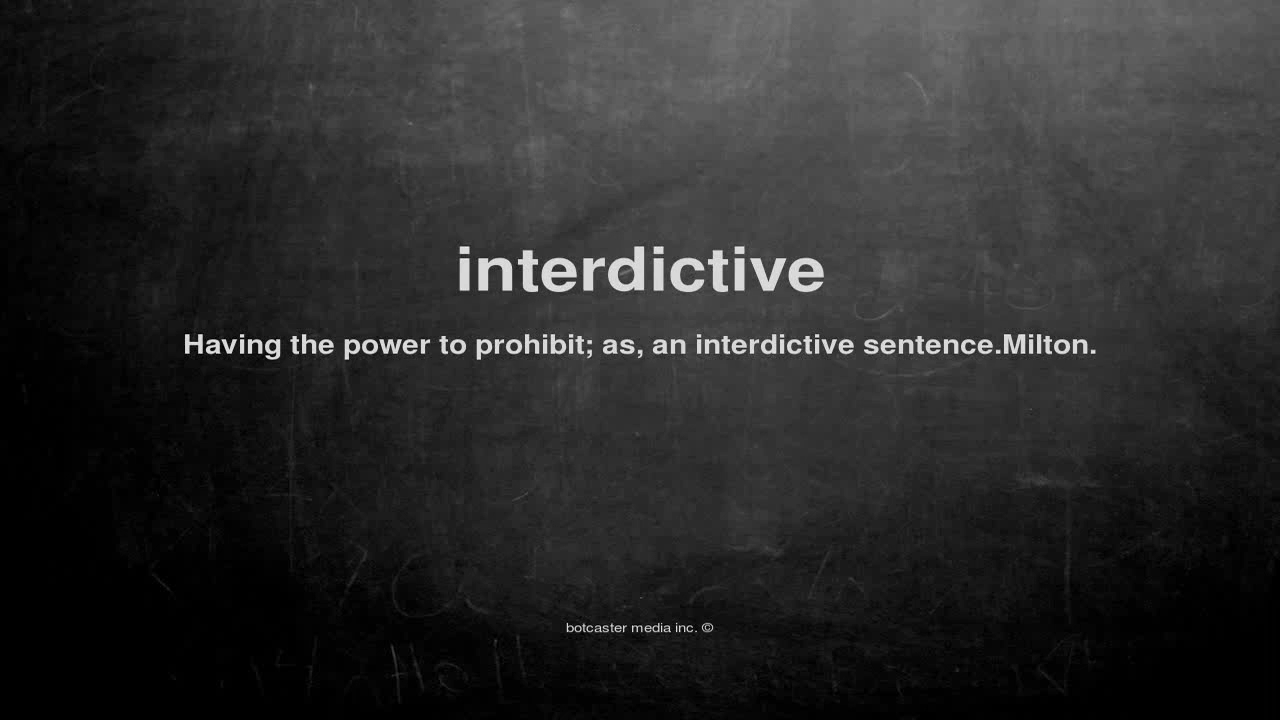 interdictive
Having the power to prohibit; as, an interdictive sentence.Milton.
botcaster media inc. ©